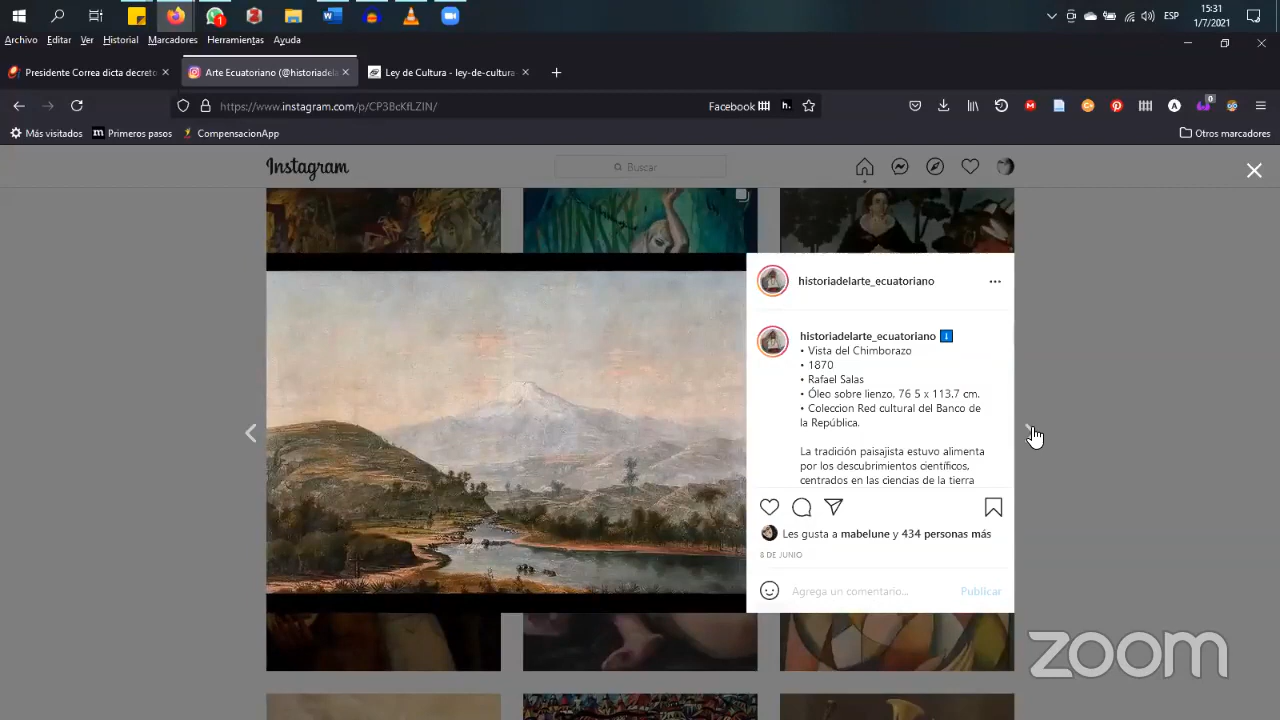 15:31
ESP
1/7/2021
Archivo Editar Ver Historial Marcadores Herramientas Ayuda
Presidente Correa dicta decreto
Arte Ecuatoriano (@historiadela
Ley de Cultura - ley-de-cultura
https://www.instagram.com/p/CP3BcKfLZIN/
Facebook
h.
0
Más visitados
m Primeros pasos
CompensacionApp
Otros marcadores
Instagram
Buscar
historiadelarte_ecuatoriano
historiadelarte_ecuatoriano 1
• Vista del Chimborazo
• 1870
• Rafael Salas
• Óleo sobre lienzo, 76 5 x 113.7 cm.
• Coleccion Red cultural del Banco de
la República.
La tradición paisajista estuvo alimenta
por los descubrimientos científicos,
centrados en las ciencias de la tierra
Les gusta a mabelune y 434 personas más
8 DE JUNIO
Agrega un comentario...
Publicar
zoom